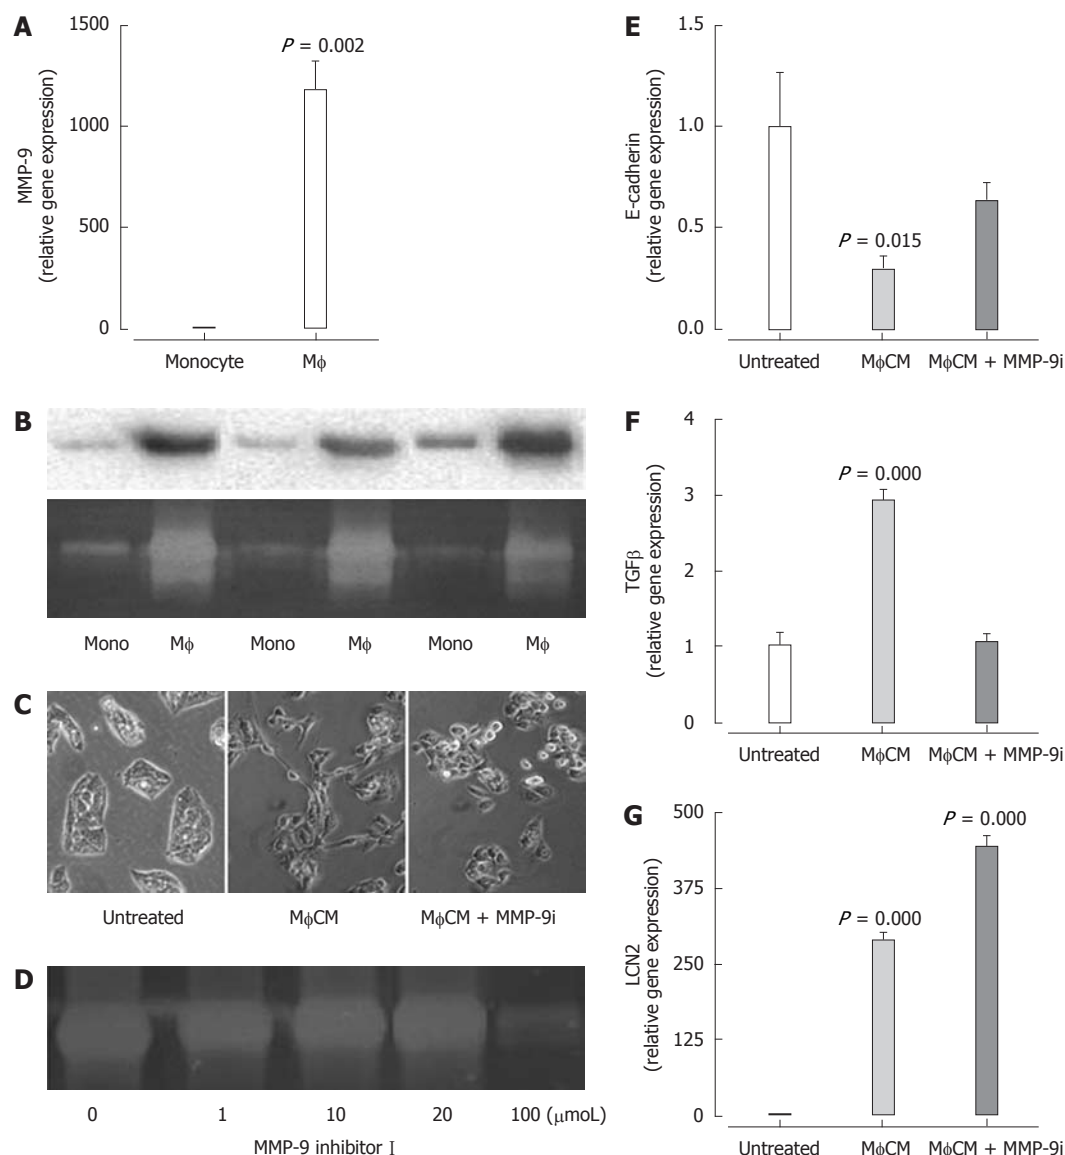 A
MMP-9
(relative gene expression)
1500
1000
500
0
P = 0.002
Monocyte Mϕ
B
Mono Mϕ Mono Mϕ Mono Mϕ
C
Untreated MϕCM MϕCM + MMP-9i
D
0 1 10 20 100 (μmoL)
MMP-9 inhibitor I
E
E-cadherin
(relative gene expression)
1.5
1.0
0.5
0.0
P = 0.015
Untreated MϕCM MϕCM + MMP-9i
F
TGFβ
(relative gene expression)
4
3
2
1
0
P = 0.000
Untreated MϕCM MϕCM + MMP-9i
G
LCN2
(relative gene expression)
500
375
250
125
0
P = 0.000
P = 0.000
Untreated MϕCM MϕCM + MMP-9i